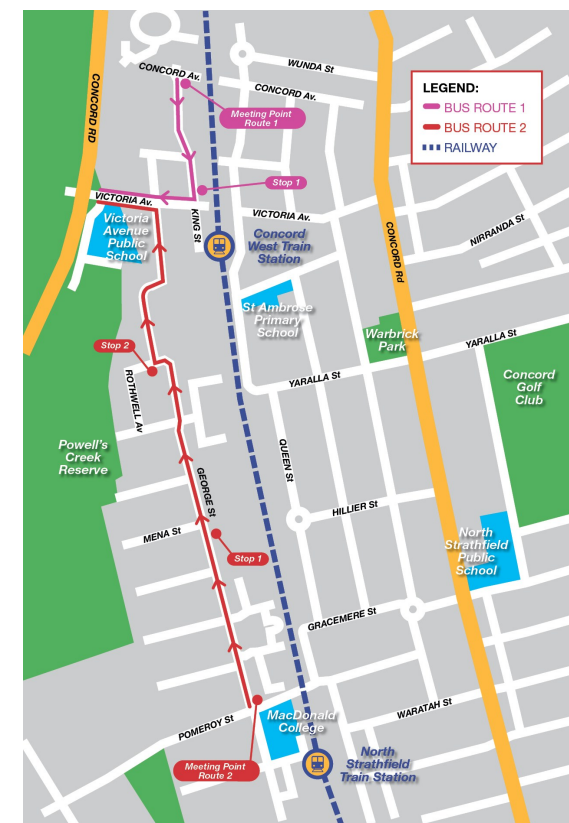 CONCORD AV.
WUNDA St
CONCORD AV.
CONCORD RD
Meeting Point
Route 1
LEGEND:
BUS ROUTE 1
BUS ROUTE 2
RAILWAY
Stop 1
VICTORIA AV.
KING St
VICTORIA AV.
Victoria
Avenue
Public
School
Concord
West Train
Station
CONCORD Rd
NIRRANDA St
St Ambrose
Primary
School
Warbrick
Park
YARALLA St
Stop 2
YARALLA St
Concord
Golf
Club
ROTHWELL AV
Powell's
Creek
Reserve
QUEEN St
GEORGE St
HILLIER St
MENA St
Stop 1
North
Strathfield
Public
School
GRACEMERE St
POMEROY St
MacDonald
College
WARATAH St
Meeting Point
Route 2
North
Strathfield
Train Station